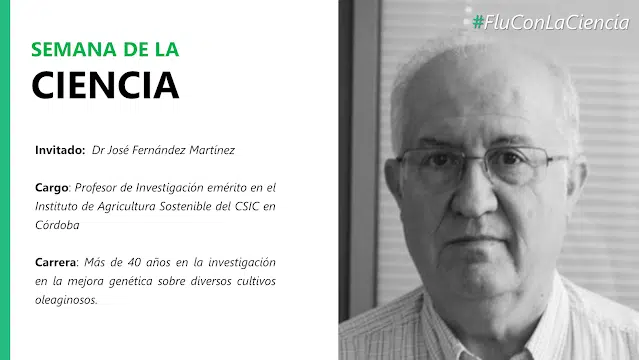 #FluConLaCiencia
SEMANA DE LA
CIENCIA
Invitado: Dr José Fernández Martínez
Cargo: Profesor de Investigación emérito en el
Instituto de Agricultura Sostenible del CSIC en
Córdoba
Carrera: Más de 40 años en la investigación
en la mejora genética sobre diversos cultivos
oleaginosos.